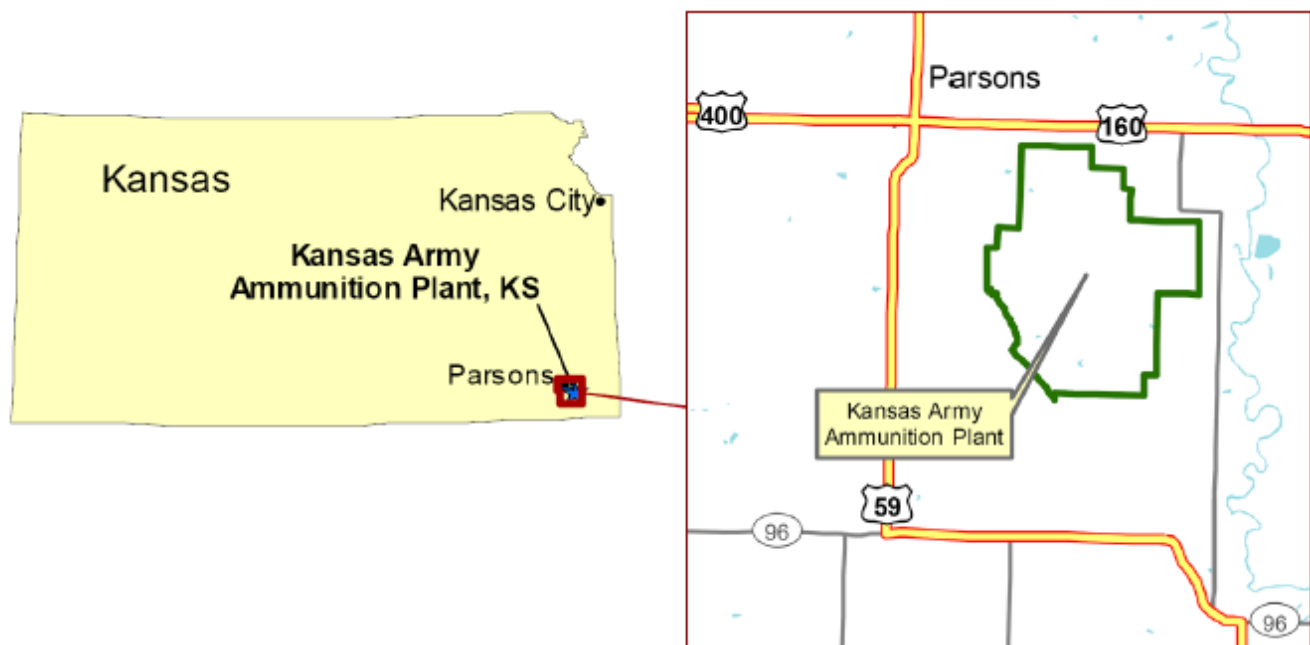 Kansas
Kansas City
Kansas Army
Ammunition Plant, KS
Parsons
Parsons
400
160
Kansas Army
Ammunition Plant
59
96
96